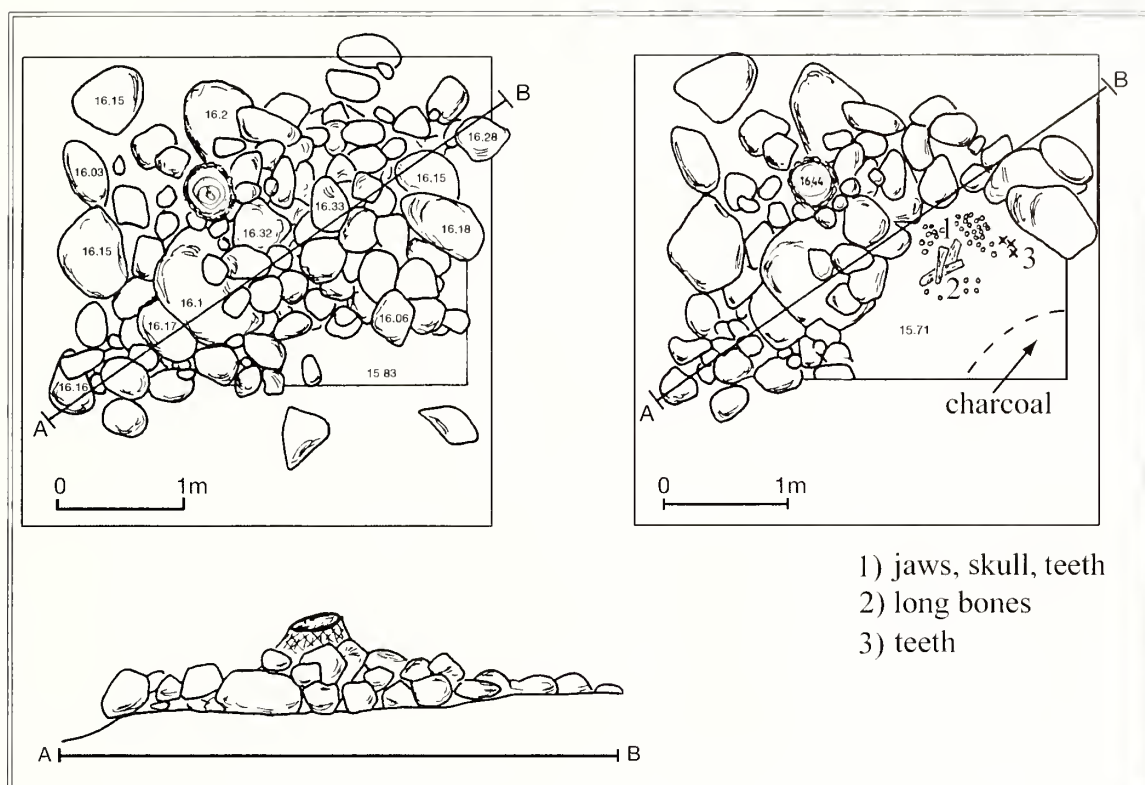 B
16.15
16.2
16.28
16.03
16.15
16.33
16.18
16.32
16.15
16.1
16.06
16.17
15 83
16.16
A
0 1m
B
16.44
1
3
2
15.71
charcoal
A
0 1m
1) jaws, skull, teeth
2) long bones
3) teeth
A B